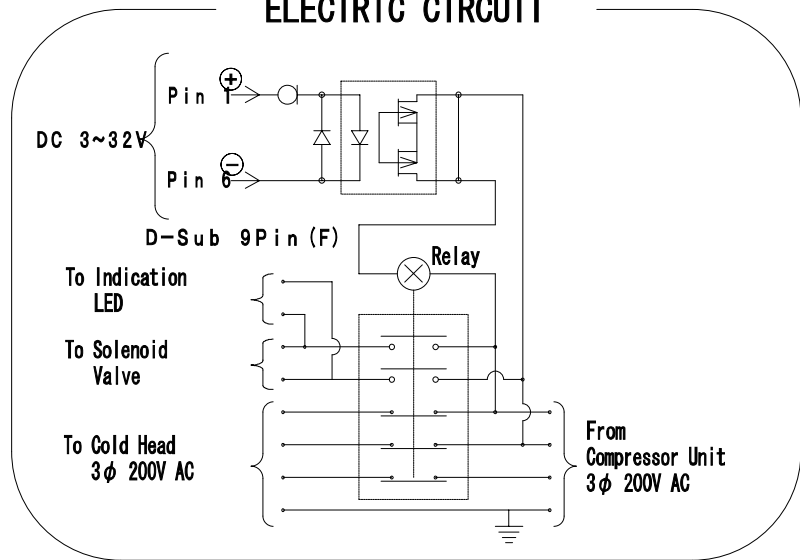 ELECTRIC CIRCUIT
Pin 1
DC 3~32V
Pin 6
D-Sub 9Pin(F)
Relay
To Indication
LED
To Solenoid
Valve
To Cold Head
3φ 200V AC
From
Compressor Unit
3φ 200V AC